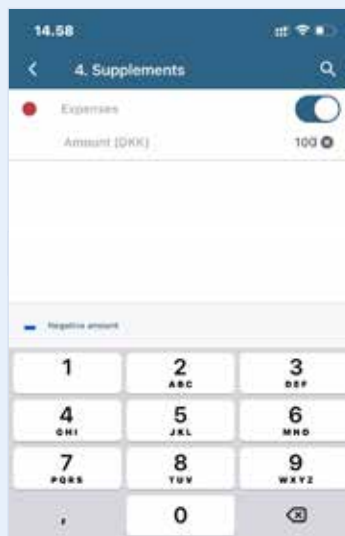 14.58
4. Supplements
Expenses
Amount (DKK)
100
Negative amount
1 2 3
ABC DEF
4 5 6
GHI JKL MNO
7 8 9
PQRS TUV WXYZ
, 0